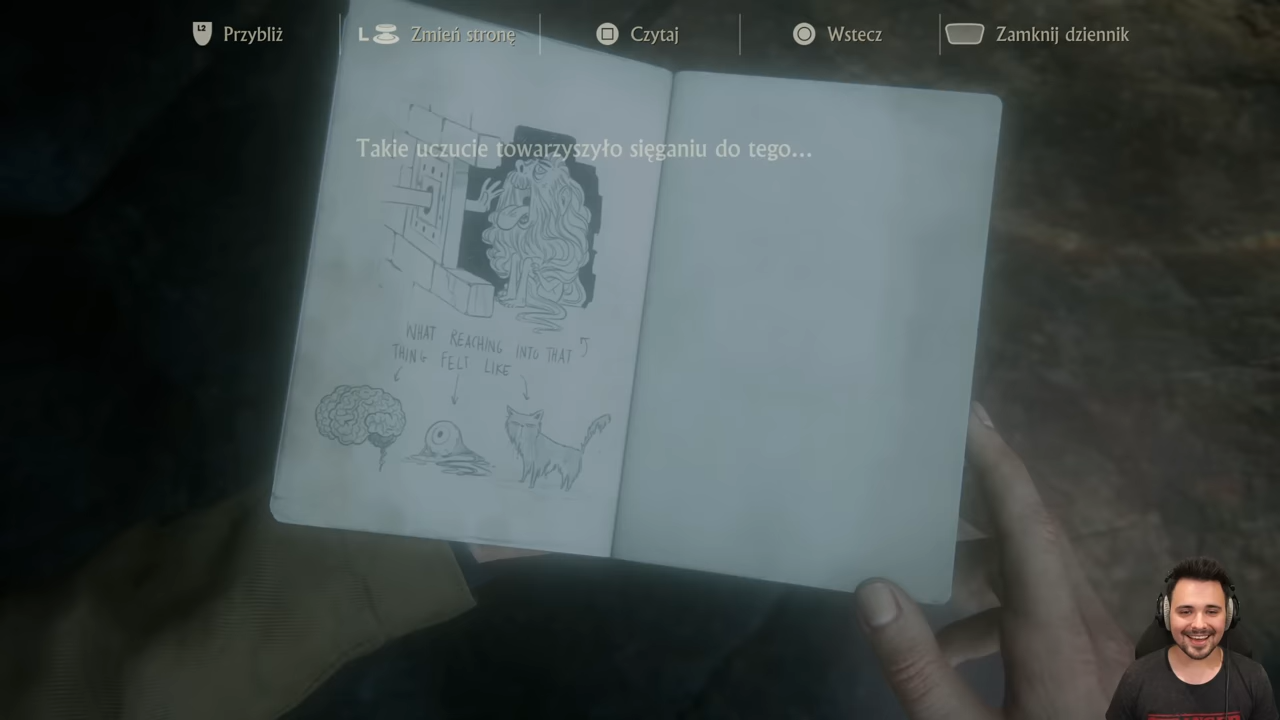 L2 Przybliż
L Zmień stronę
Czytaj
Wstecz
Zamknij dziennik
Takie uczucie towarzyszyło sięganiu do tego...
WHAT REACHING INTO THAT
THING FELT LIKE